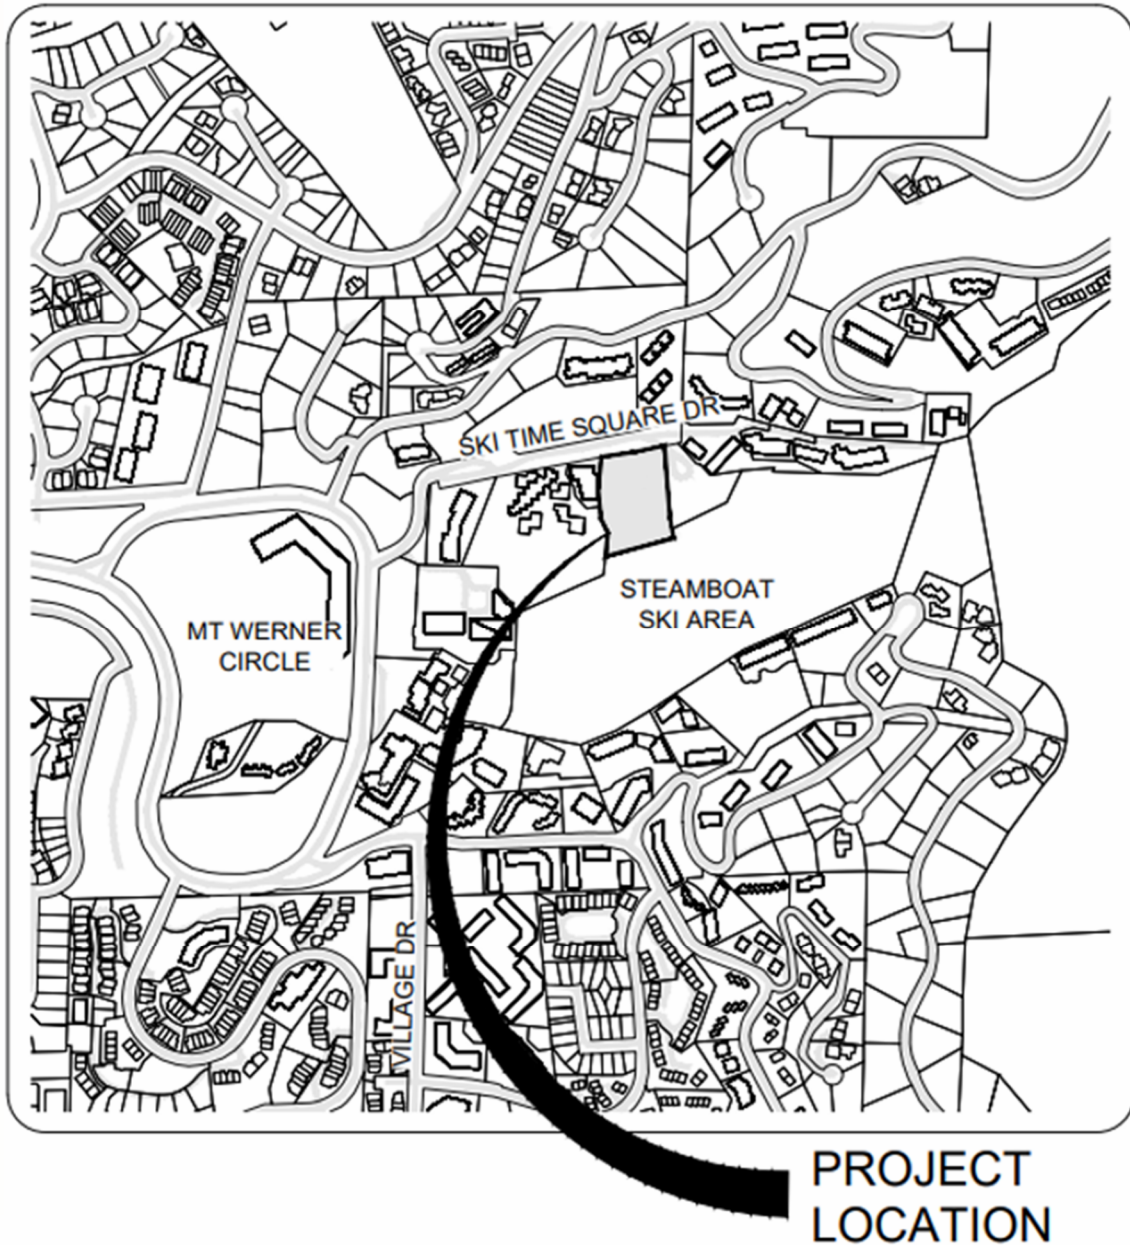 SKI TIME SQUARE DR
STEAMBOAT
SKI AREA
MT WERNER
CIRCLE
VILLAGE DR
PROJECT
LOCATION